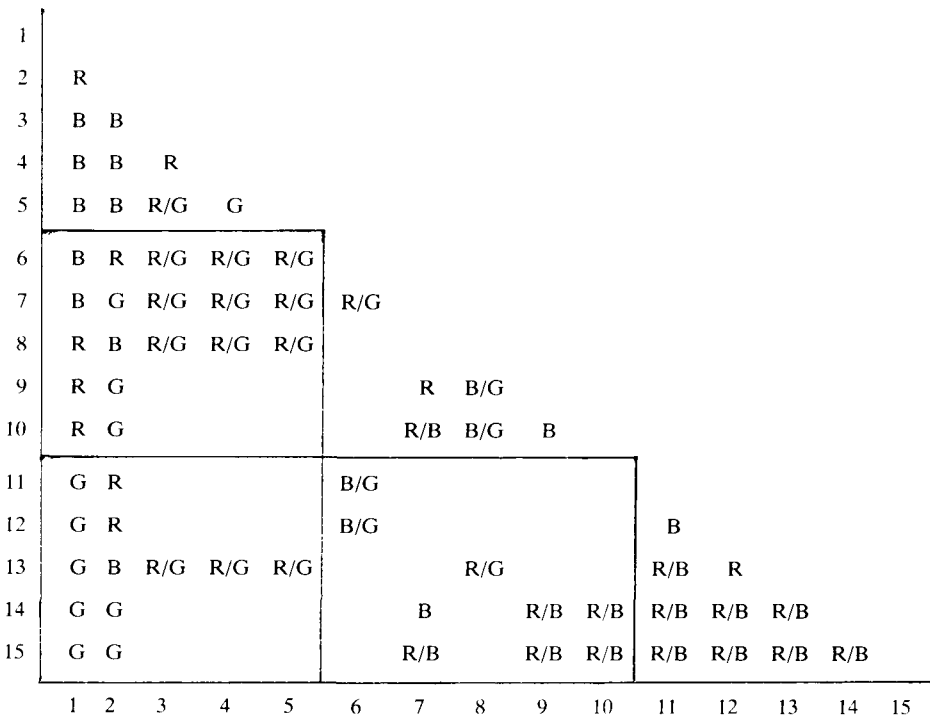 1
2 R
3 B B
4 B B R
5 B B R/G G
6 B R R/G R/G R/G
7 B G R/G R/G R/G R/G
8 R B R/G R/G R/G
9 R G R B/G
10 R G R/B B/G B
11 G R B/G
12 G R B/G B
13 G B R/G R/G R/G R/G R/B R
14 G G B R/B R/B R/B R/B R/B
15 G G R/B R/B R/B R/B R/B R/B R/B
1 2 3 4 5 6 7 8 9 10 11 12 13 14 15